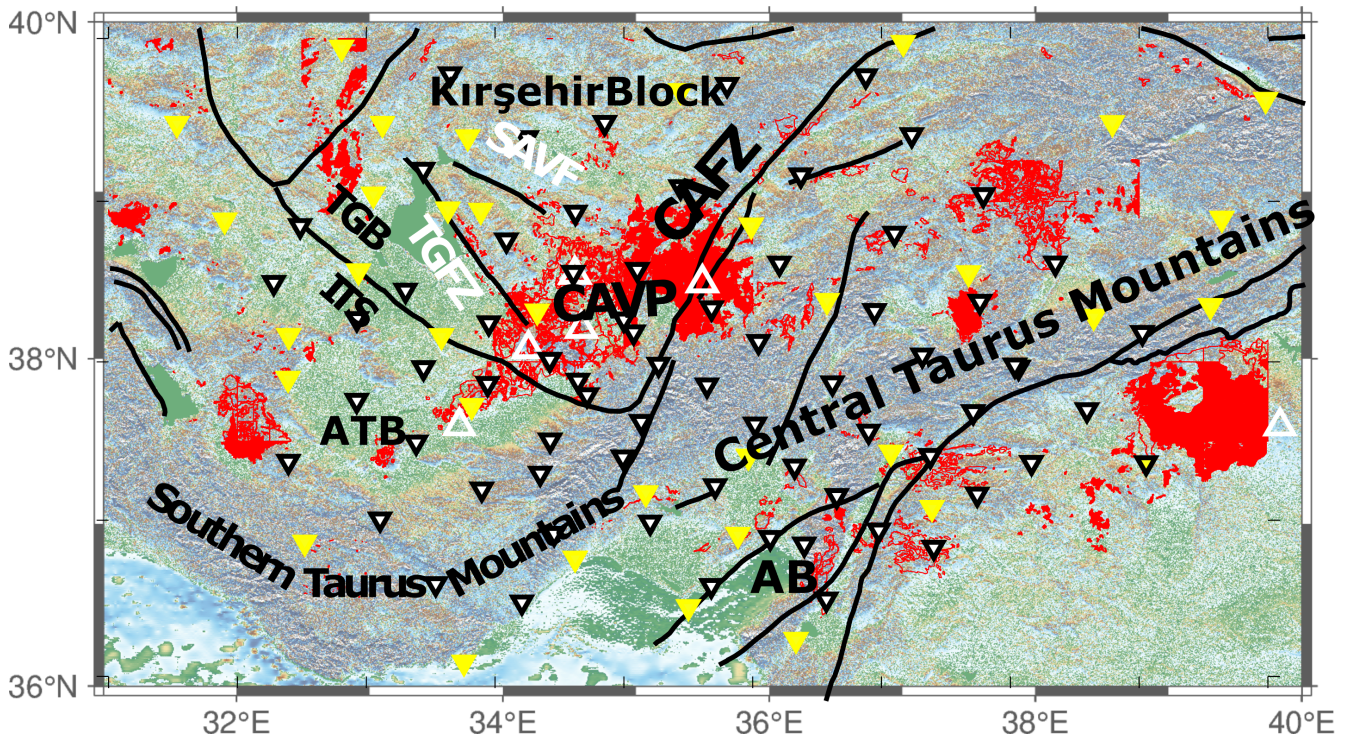 40°N
KırşehirBlock
SAVF
CAFZ
TGB
TGFZ
ITS
CAVP
38°N
Central Taurus Mountains
ATB
Southern Taurus Mountains
AB
36°N
32°E
34°E
36°E
38°E
40°E